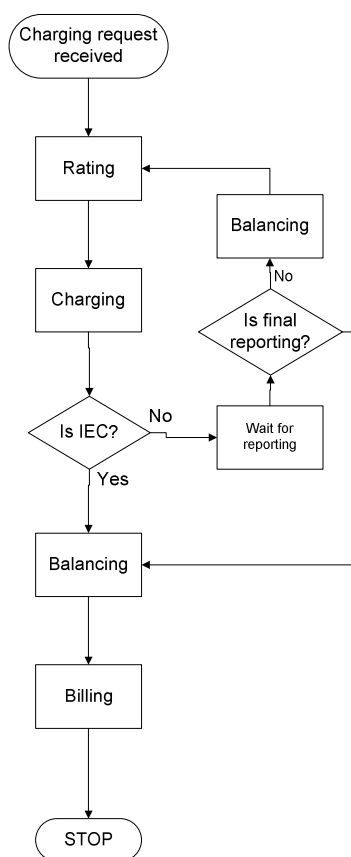 Charging request
received
Rating
Balancing
Charging
No
Is final
reporting?
No
Is IEC?
Wait for
reporting
Yes
Balancing
Billing
STOP